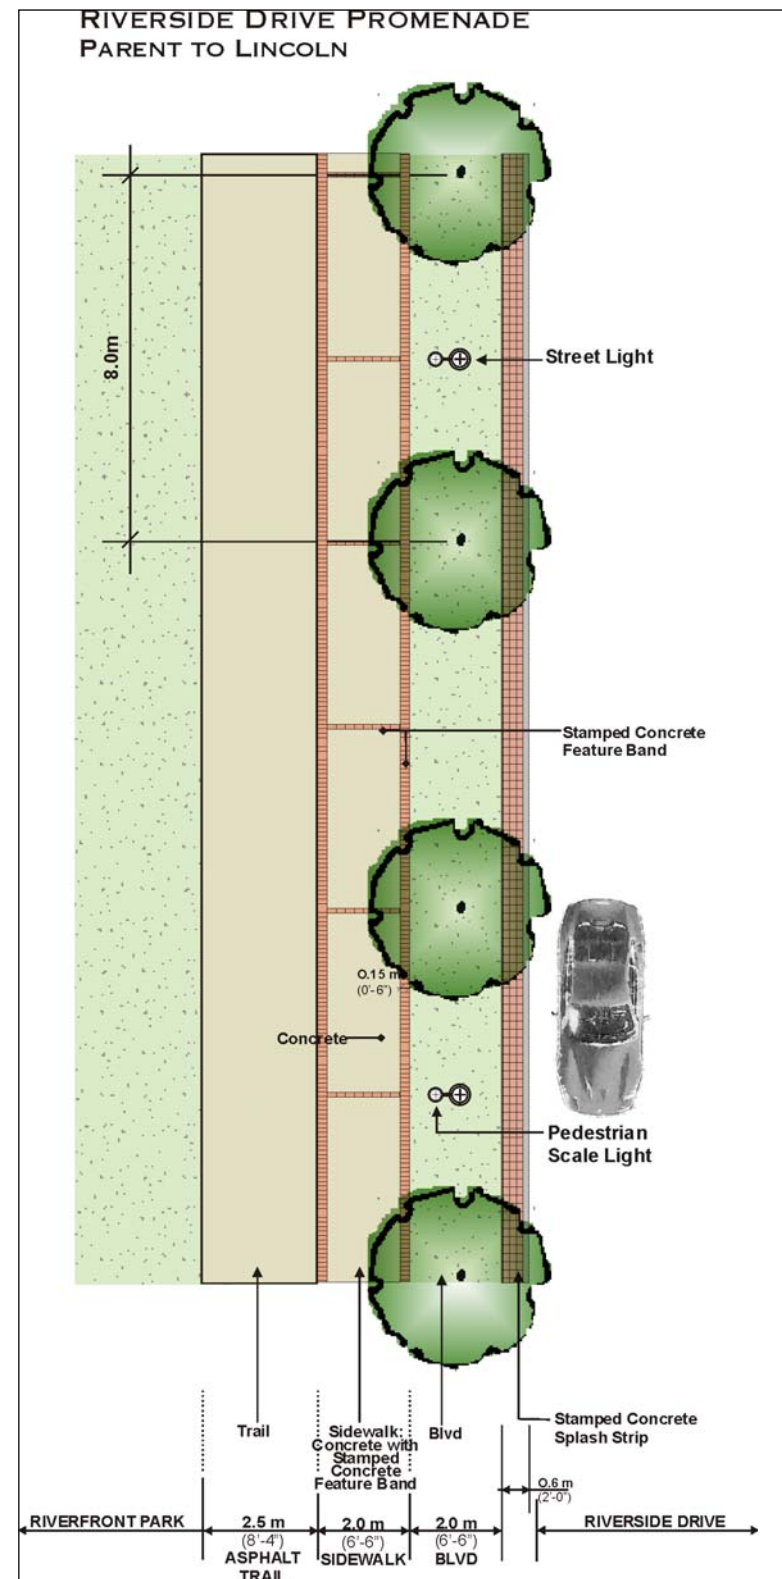 RIVERSIDE DRIVE PROMENADE
PARENT TO LINCOLN
8.0m
Street Light
Stamped Concrete
Feature Band
0.15 m
(0'-6")
Concrete
Pedestrian
Scale Light
Trail
Sidewalk:
Concrete with
Stamped
Concrete
Feature Band
Blvd
Stamped Concrete
Splash Strip
0.6 m
(2'-0")
RIVERFRONT PARK
2.5 m
(8'-4")
ASPHALT
TRAIL
2.0 m
(6'-6")
SIDEWALK
2.0 m
(6'-6")
BLVD
RIVERSIDE DRIVE